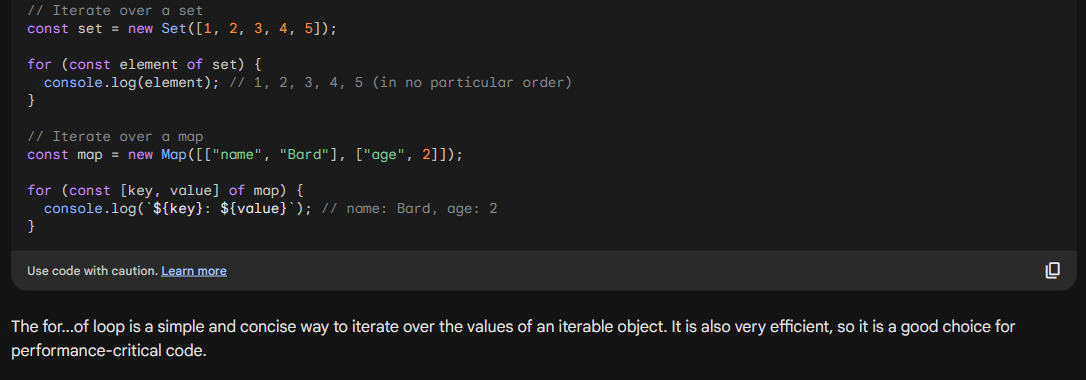 // Iterate over a set
const set = new Set([1, 2, 3, 4, 5]);
for (const element of set) {
console.log(element); // 1, 2, 3, 4, 5 (in no particular order)
}
// Iterate over a map
const map = new Map([["name", "Bard"], ["age", 2]]);
for (const [key, value] of map) {
console.log(`${key}: ${value}`); // name: Bard, age: 2
}
Use code with caution. Learn more
The for...of loop is a simple and concise way to iterate over the values of an iterable object. It is also very efficient, so it is a good choice for
performance-critical code.